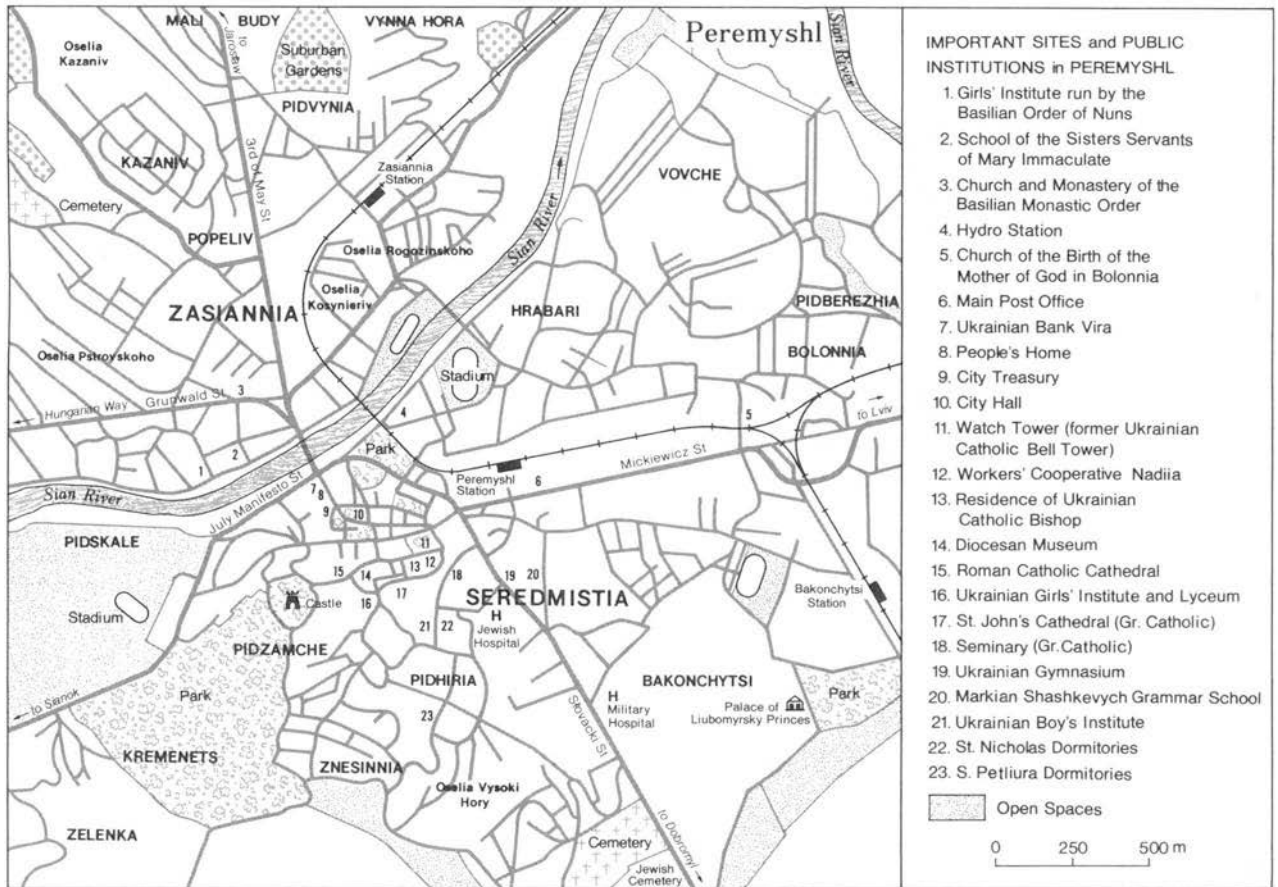 MALI
BUDY
VYNNA HORA
Peremyshl
Sian River
Oselia
Kazaniv
to
Jaroslaw
Suburban
Gardens
PIDVYNIA
KAZANIV
3rd of May St
Zasiannia
Station
VOVCHE
Cemetery
POPELIV
Oselia Rogozinskoho
Sian River
Oselia
Kosynieriv
ZASIANNIA
HRABARI
PIDBEREZHIA
BOLONNIA
Oselia Pstrovskoho
Stadium
Hunganan Way
Grunwald St
3
4
5
to Lviv
Park
Mickiewicz St
1
2
Peremyshl
Station
6
Sian River
July Manifesto St
7
8
9
10
PIDSKALE
11
12
13
14
15
16
17
18
19
20
SEREDMISTIA
Castle
Bakonchytsi
Station
Stadium
H
Jewish
Hospital
21
22
PIDZAMCHE
PIDHIRIA
BAKONCHYTSI
Park
H
Military
Hospital
Palace of
Liubomyrsky Princes
Park
to Sianok
23
Slovacki St
KREMENETS
ZNESINNIA
Oselia Vysoki
Hory
ZELENKA
Cemetery
to Dobromyl
Jewish
Cemetery
IMPORTANT SITES and PUBLIC
INSTITUTIONS in PEREMYSHL
1. Girls' Institute run by the
Basilian Order of Nuns
2. School of the Sisters Servants
of Mary Immaculate
3. Church and Monastery of the
Basilian Monastic Order
4. Hydro Station
5. Church of the Birth of the
Mother of God in Bolonnia
6. Main Post Office
7. Ukrainian Bank Vira
8. People's Home
9. City Treasury
10. City Hall
11. Watch Tower (former Ukrainian
Catholic Bell Tower)
12. Workers' Cooperative Nadiia
13. Residence of Ukrainian
Catholic Bishop
14. Diocesan Museum
15. Roman Catholic Cathedral
16. Ukrainian Girls' Institute and Lyceum
17. St. John's Cathedral (Gr. Catholic)
18. Seminary (Gr. Catholic)
19. Ukrainian Gymnasium
20. Markian Shashkevych Grammar School
21. Ukrainian Boy's Institute
22. St. Nicholas Dormitories
23. S. Petliura Dormitories
Open Spaces
0 250 500 m